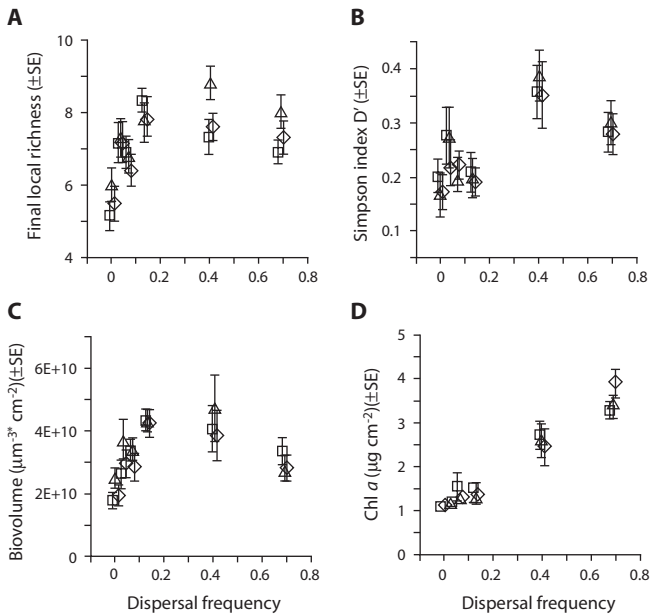 A
Final local richness (±SE)
10
8
6
4
0 0.2 0.4 0.6 0.8
B
Simpson index D′ (±SE)
0.4
0.3
0.2
0.1
0 0.2 0.4 0.6 0.8
C
Biovolume (μm⁻³* cm⁻²)(±SE)
6E+10
4E+10
2E+10
0
0 0.2 0.4 0.6 0.8
Dispersal frequency
D
Chl a (μg cm⁻²)(±SE)
5
4
3
2
1
0
0 0.2 0.4 0.6 0.8
Dispersal frequency